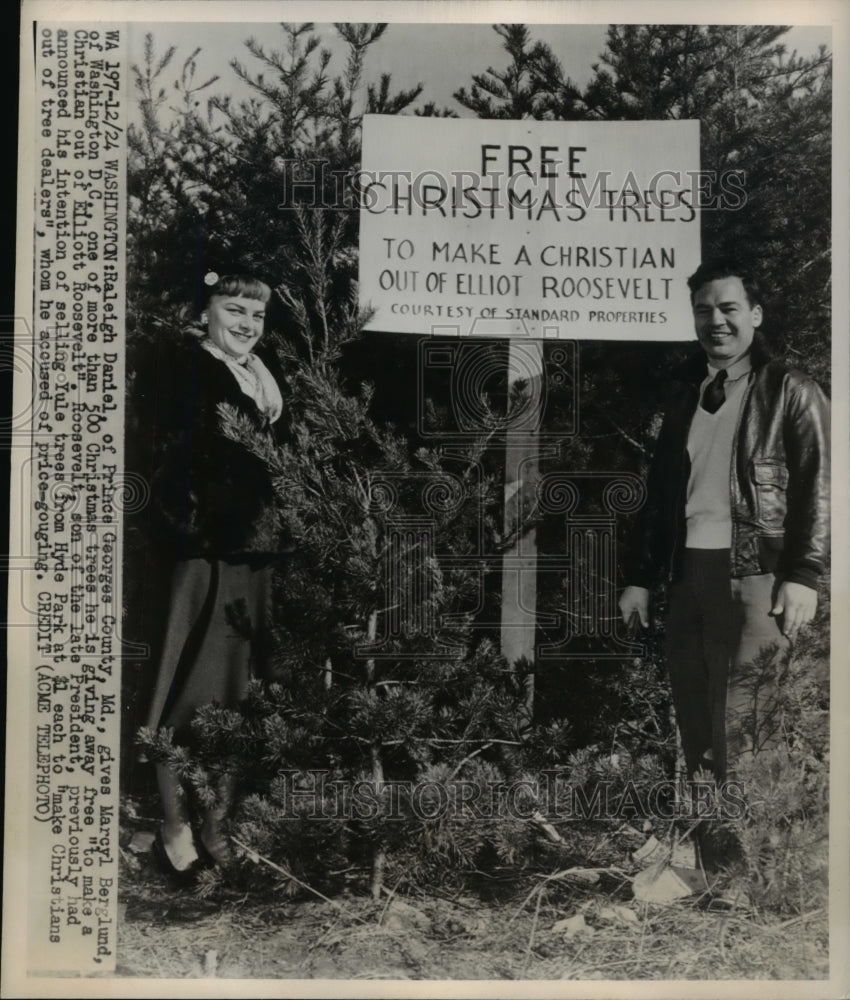 WA 197-12/24 WASHINGTON:Raleigh Daniel, of Prince Georges County, Md., gives Marcyl Berglund,
of Washington D.C., one of more than 500 Christmas trees he is giving away free "to make a
Christian out of Elliott Roosevelt". Roosevelt, son of the late President, previously had
announced his intention of selling Yule trees from Hyde Park at $1 each to "make Christians
out of tree dealers", whom he accused of price-gouging. CREDIT (ACME TELEPHOTO)
FREE
CHRISTMAS TREES
TO MAKE A CHRISTIAN
OUT OF ELLIOT ROOSEVELT
COURTESY OF STANDARD PROPERTIES
HISTORIC IMAGES
HISTORIC IMAGES